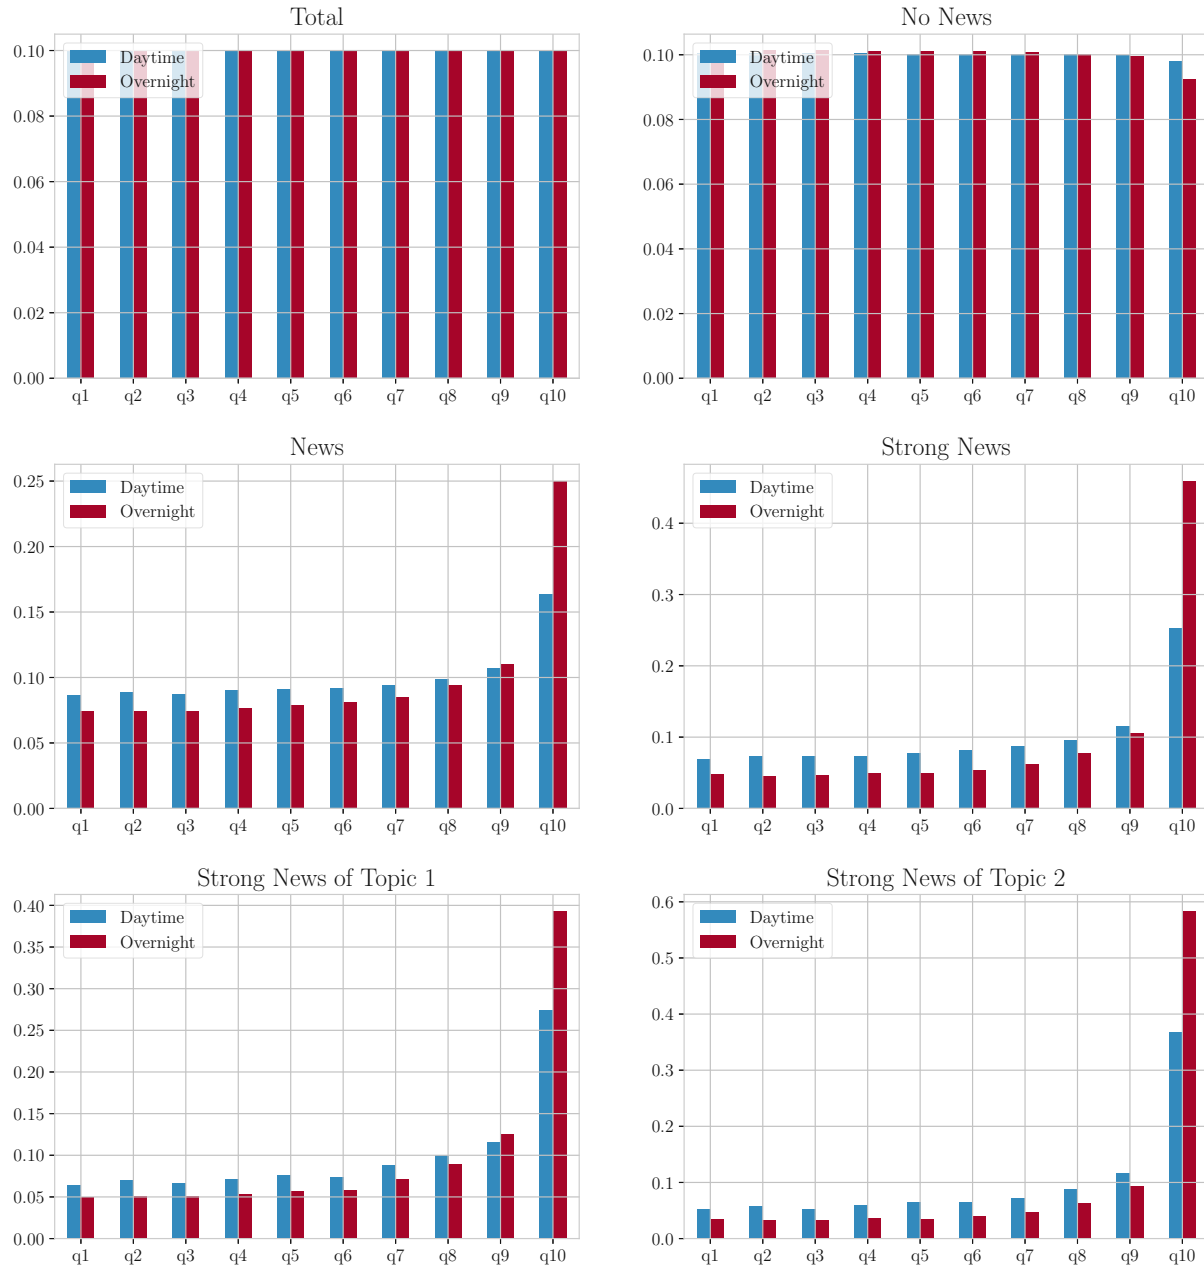 Total
0.10
0.08
0.06
0.04
0.02
0.00
Daytime
Overnight
q1 q2 q3 q4 q5 q6 q7 q8 q9 q10
No News
0.10
0.08
0.06
0.04
0.02
0.00
Daytime
Overnight
q1 q2 q3 q4 q5 q6 q7 q8 q9 q10
News
0.25
0.20
0.15
0.10
0.05
0.00
Daytime
Overnight
q1 q2 q3 q4 q5 q6 q7 q8 q9 q10
Strong News
0.4
0.3
0.2
0.1
0.0
Daytime
Overnight
q1 q2 q3 q4 q5 q6 q7 q8 q9 q10
Strong News of Topic 1
0.40
0.35
0.30
0.25
0.20
0.15
0.10
0.05
0.00
Daytime
Overnight
q1 q2 q3 q4 q5 q6 q7 q8 q9 q10
Strong News of Topic 2
0.6
0.5
0.4
0.3
0.2
0.1
0.0
Daytime
Overnight
q1 q2 q3 q4 q5 q6 q7 q8 q9 q10